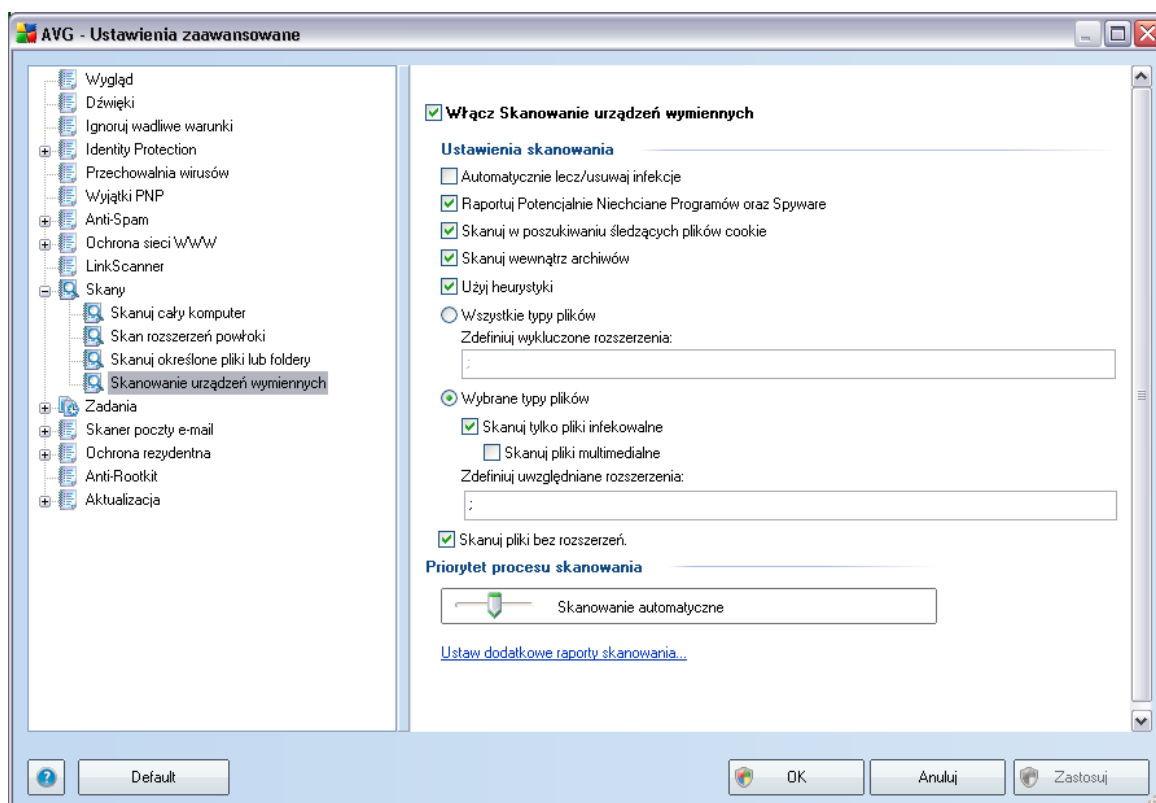 AVG - Ustawienia zaawansowane
Wygląd
Dźwięki
Ignoruj wadliwe warunki
Identity Protection
Przechowalnia wirusów
Wyjątki PNP
Anti-Spam
Ochrona sieci WWW
LinkScanner
Skany
Skanuj cały komputer
Skan rozszerzeń powłoki
Skanuj określone pliki lub foldery
Skanowanie urządzeń wymiennych
Zadania
Skaner poczty e-mail
Ochrona rezydentna
Anti-Rootkit
Aktualizacja
Włącz Skanowanie urządzeń wymiennych
Ustawienia skanowania
Automatycznie lecz/usuwaj infekcje
Raportuj Potencjalnie Niechciane Programów oraz Spyware
Skanuj w poszukiwaniu śledzących plików cookie
Skanuj wewnątrz archiwów
Użyj heurystyki
Wszystkie typy plików
Zdefiniuj wykluczone rozszerzenia:
;
Wybrane typy plików
Skanuj tylko pliki infekowalne
Skanuj pliki multimedialne
Zdefiniuj uwzględniane rozszerzenia:
;
Skanuj pliki bez rozszerzeń.
Priorytet procesu skanowania
Skanowanie automatyczne
Ustaw dodatkowe raporty skanowania...
Default
OK
Anuluj
Zastosuj